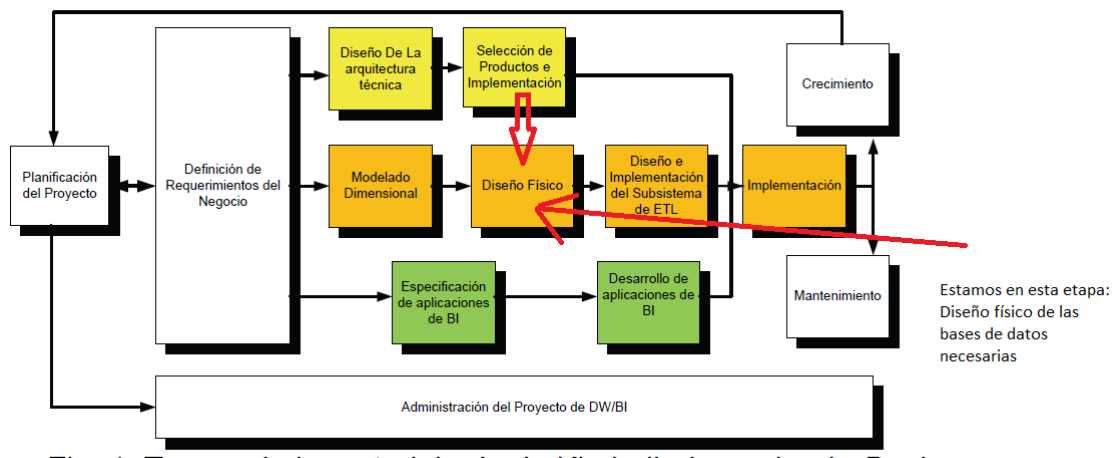 Planificación
del Proyecto
Definición de
Requerimientos del
Negocio
Diseño De La
arquitectura
técnica
Selección de
Productos e
Implementación
Modelado
Dimensional
Diseño Físico
Diseño e
Implementación
del Subsistema
de ETL
Implementación
Especificación
de aplicaciones
de BI
Desarrollo de
aplicaciones de
BI
Crecimiento
Mantenimiento
Estamos en esta etapa:
Diseño físico de las
bases de datos
necesarias
Administración del Proyecto de DW/BI